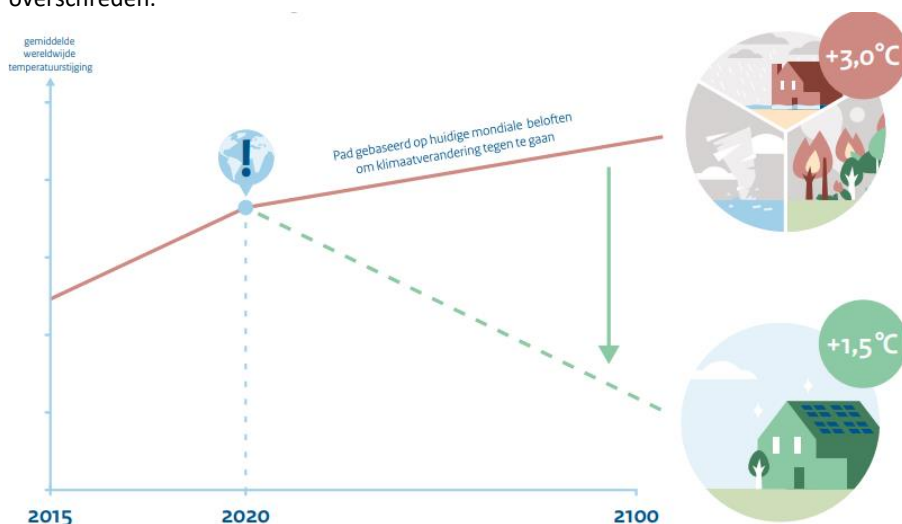 overschreden.
gemiddelde
wereldwijde
temperatuurstijging
+3,0°C
Pad gebaseerd op huidige mondiale beloften
om klimaatverandering tegen te gaan
+1,5°C
2015
2020
2100